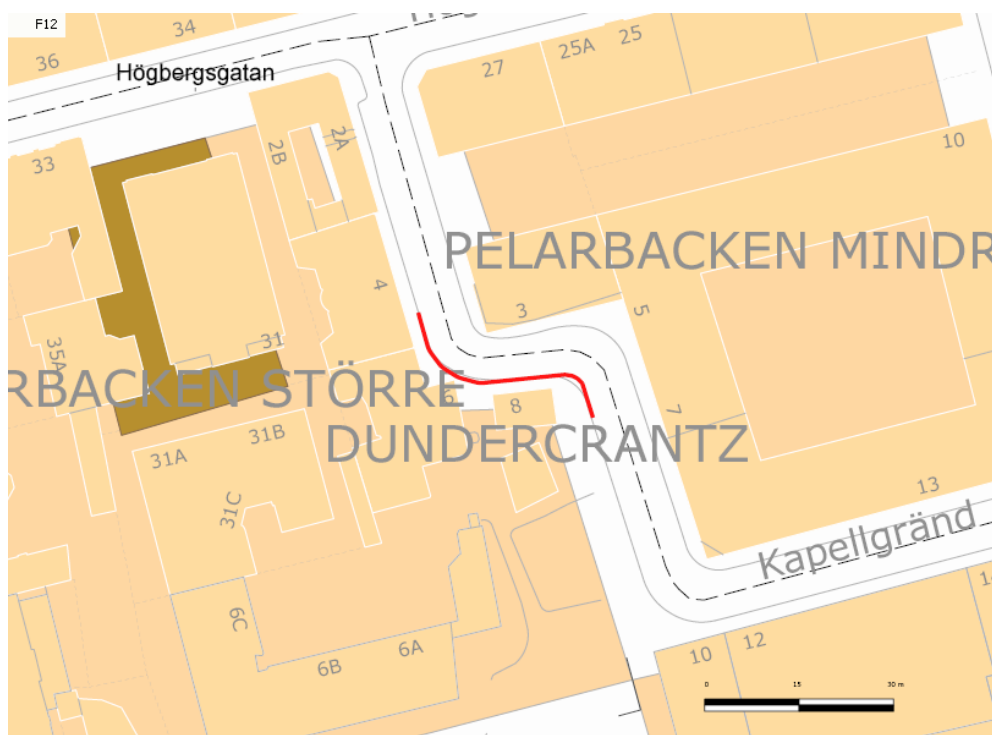 F12
Hög
36
34
Högbergsgatan
27
25A
25
33
2B
2A
10
PELARBACKEN MINDR
4
3
5
35A
31
RBACKEN STÖRRE
8
7
DUNDERCRANTZ
31A
31B
31C
13
Kapellgränd
6C
6B
6A
10
12
0
15
30 m